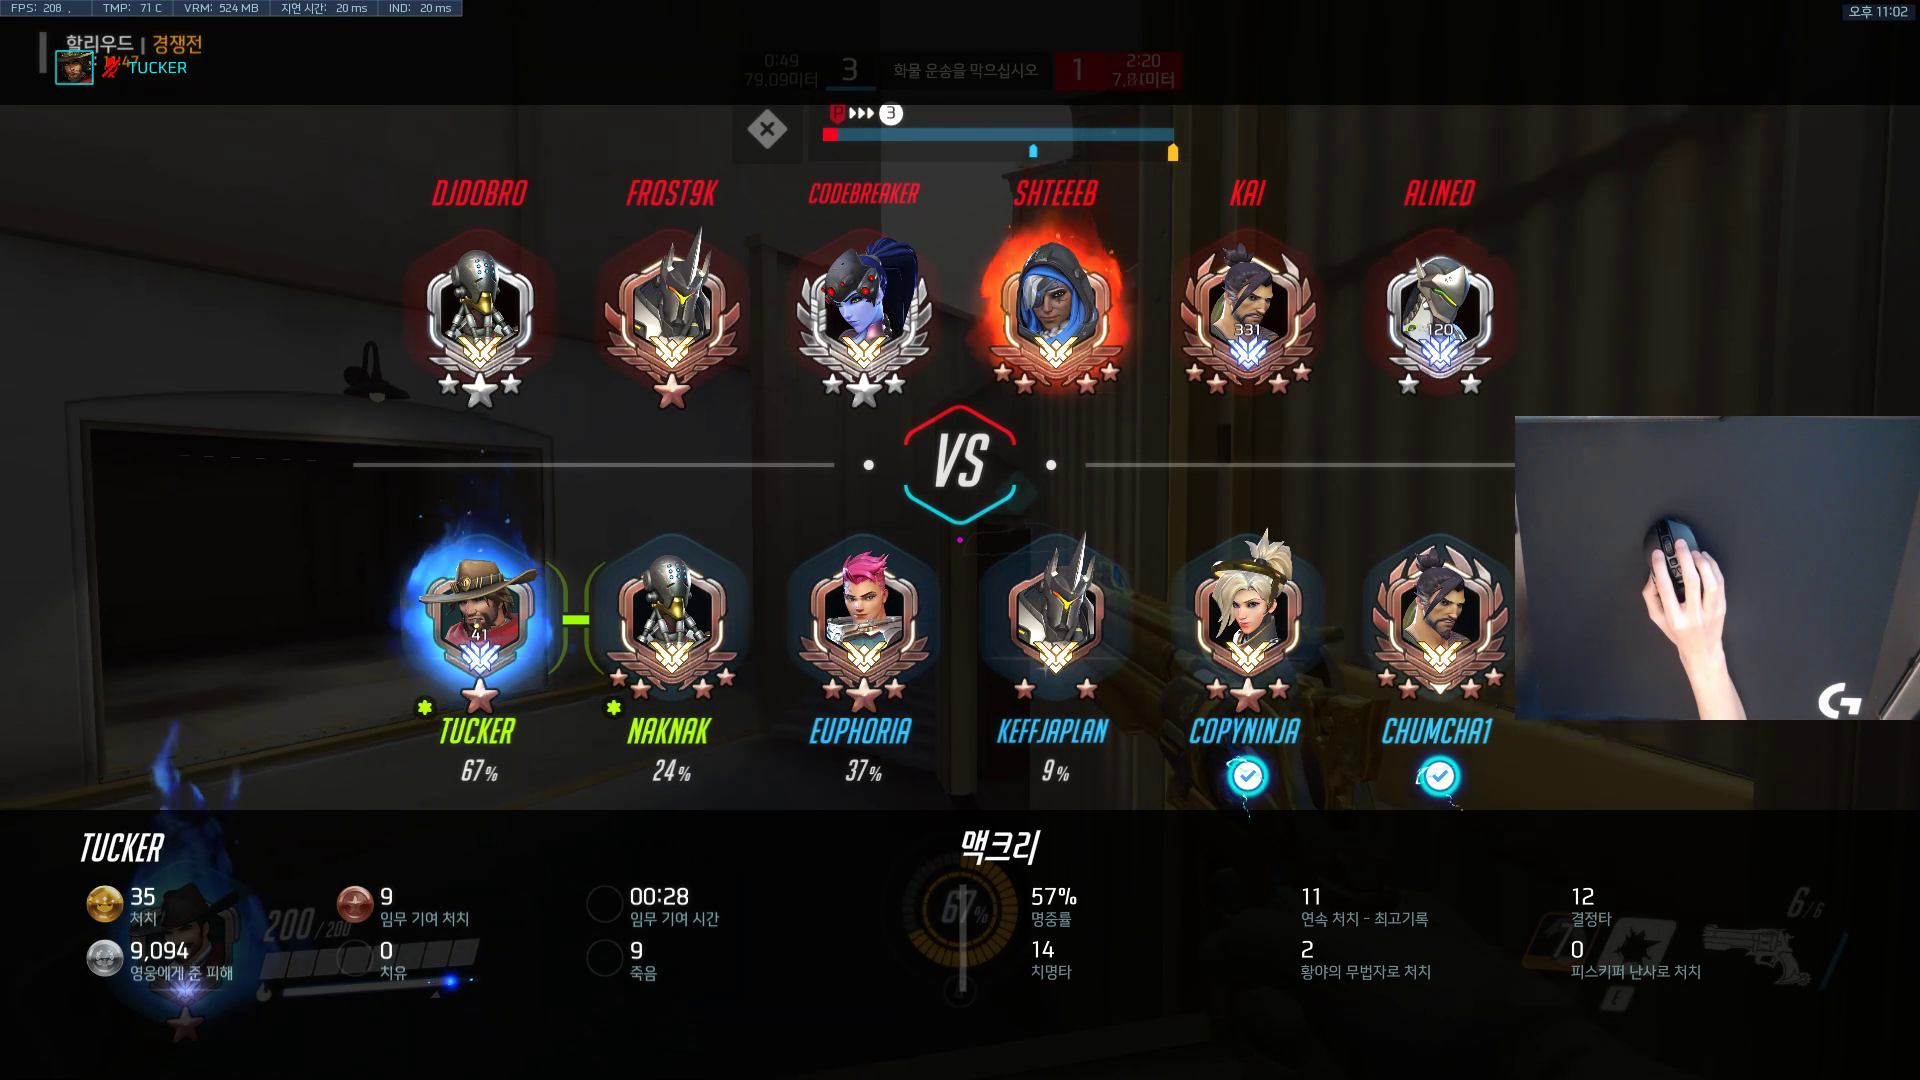 FPS: 208 TMP: 71 C VRM: 524 MB 지연 시간: 20 ms IND: 20 ms
오후 11:02
할리우드 | 경쟁전
TUCKER
0:49
79.09미터
3
화물 운송을 막으십시오
1
2:20
P 3
DJDOBRO FROST9K CODEBREAKER SHTEEEB KAI ALINED
331 120
VS
41
TUCKER NAKNAK EUPHORIA KEFFJAPLAN COPYNINJA CHUMCHA1
67% 24% 37% 9%
G
TUCKER
35
처치
9
임무 기여 처치
00:28
임무 기여 시간
9,094
영웅에게 준 피해
0
치유
9
죽음
200/200
67%
맥크리
57%
명중률
11
연속 처치 - 최고기록
12
결정타
14
치명타
2
황야의 무법자로 처치
0
피스키퍼 난사로 처치
6/6
7
E